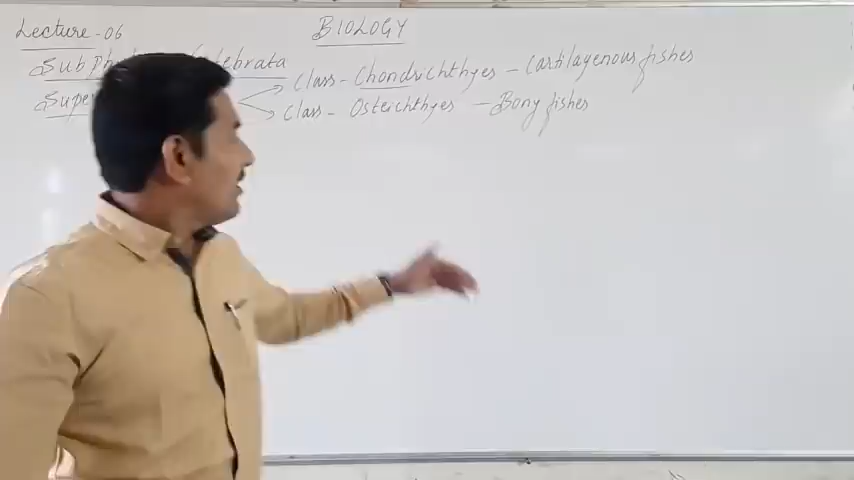 BIOLOGY
Lecture-06
Class - Chondrichthyes - Cartilagenous fishes
Class - Osteichthyes - Bony fishes